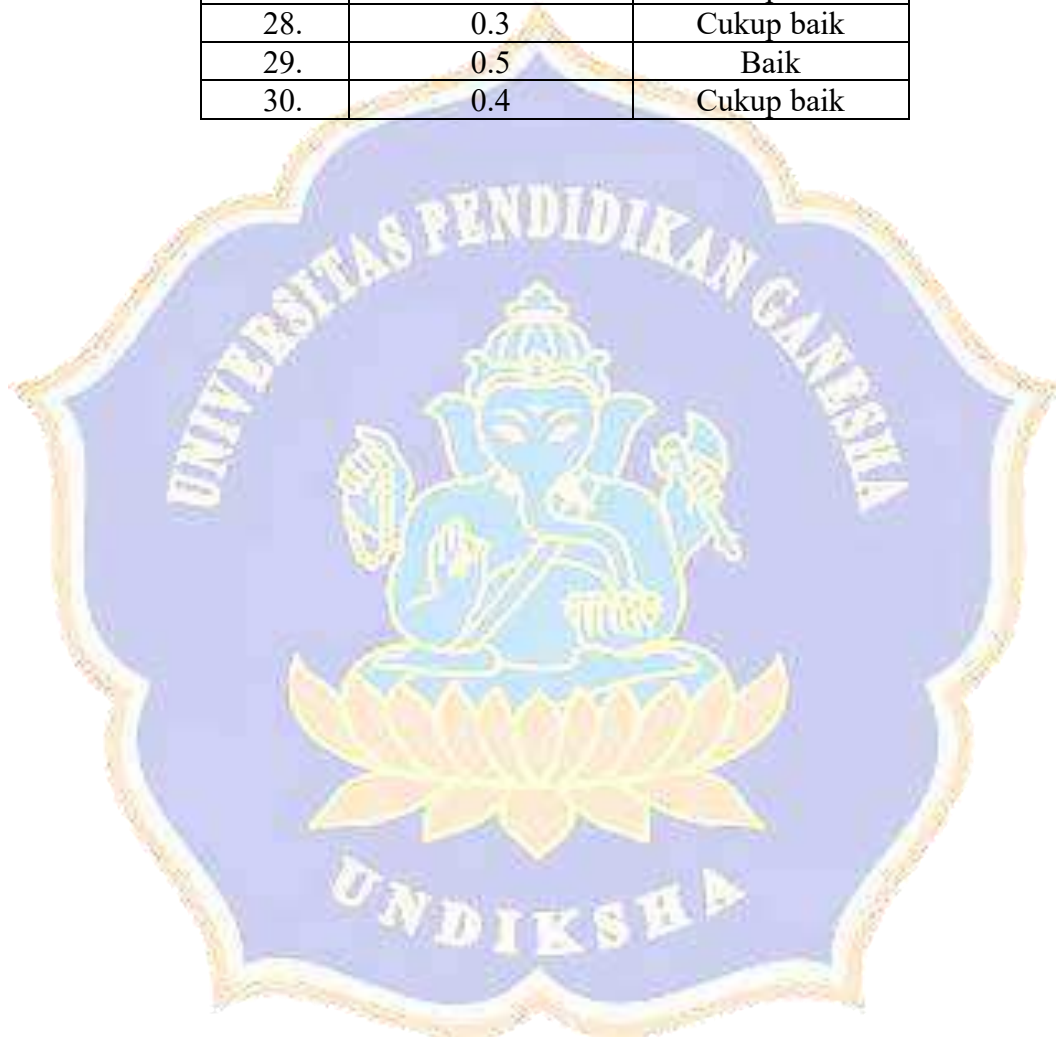 28. 0.3 Cukup baik
29. 0.5 Baik
30. 0.4 Cukup baik
UNIVERSITAS PENDIDIKAN GANESHA
UNDIKSHA